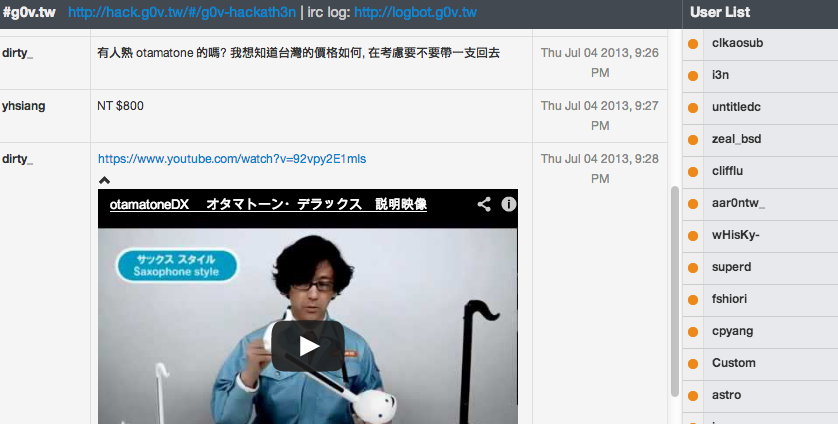 #g0v.tw http://hack.g0v.tw/#/g0v-hackath3n | irc log: http://logbot.g0v.tw
User List
dirty_ 有人熟 otamatone 的嗎? 我想知道台灣的價格如何, 在考慮要不要帶一支回去 Thu Jul 04 2013, 9:26
PM
yhsiang NT $800 Thu Jul 04 2013, 9:27
PM
dirty_ https://www.youtube.com/watch?v=92vpy2E1mls Thu Jul 04 2013, 9:28
PM
otamatoneDX オタマトーン・デラックス 説明映像
サックス スタイル
Saxophone style
clkaosub
i3n
untitledc
zeal_bsd
clifflu
aar0ntw_
wHisKy-
superd
fshiori
cpyang
Custom
astro